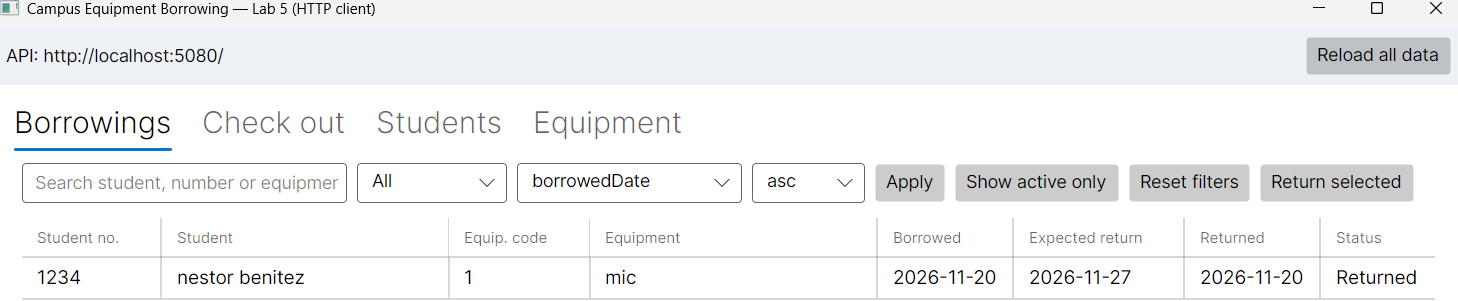 Campus Equipment Borrowing — Lab 5 (HTTP client)
API: http://localhost:5080/ Reload all data
Borrowings Check out Students Equipment
Search student, number or equipmer All borrowedDate asc Apply Show active only Reset filters Return selected
Student no. Student Equip. code Equipment Borrowed Expected return Returned Status
1234 nestor benitez 1 mic 2026-11-20 2026-11-27 2026-11-20 Returned